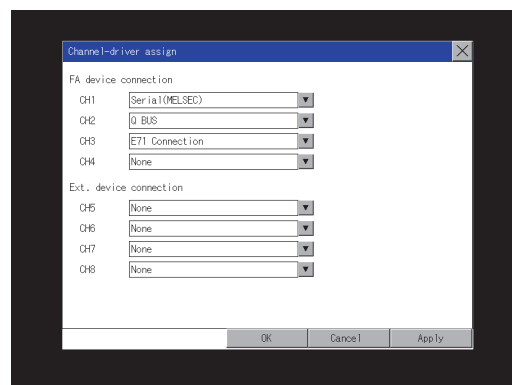 Channel-driver assign
FA device connection
CH1 Serial(MELSEC)
CH2 Q BUS
CH3 E71 Connection
CH4 None
Ext. device connection
CH5 None
CH6 None
CH7 None
CH8 None
OK Cancel Apply